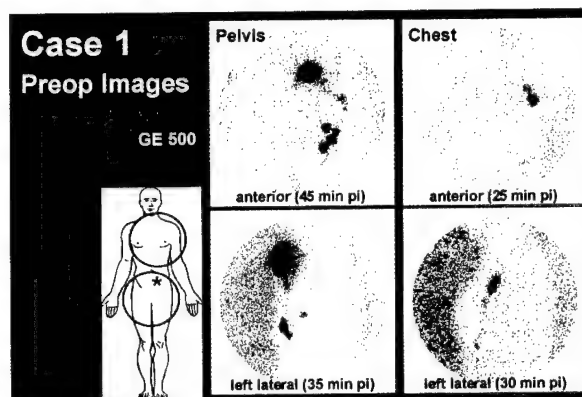 Case 1
Preop Images
GE 500
Pelvis
anterior (45 min pi)
Chest
anterior (25 min pi)
*
left lateral (35 min pi)
left lateral (30 min pi)